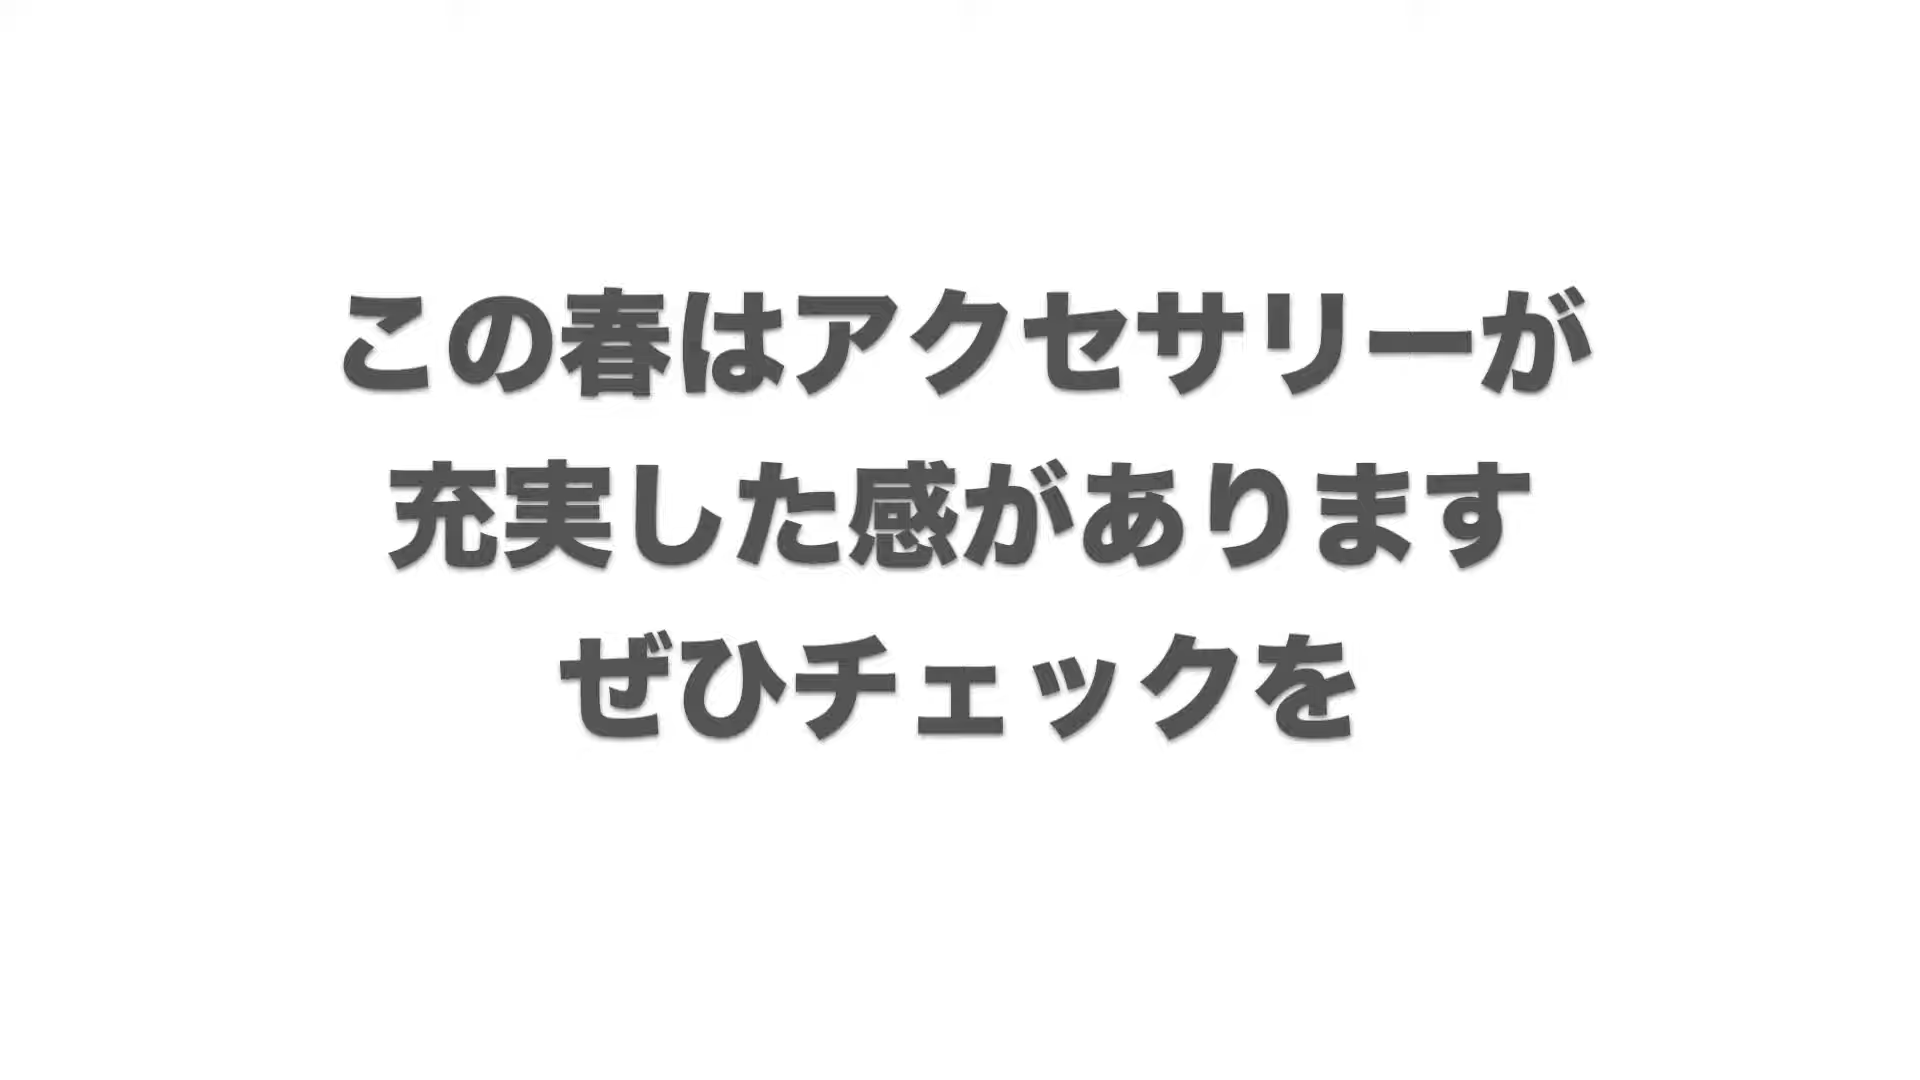 この春はアクセサリーが
充実した感があります
ぜひチェックを